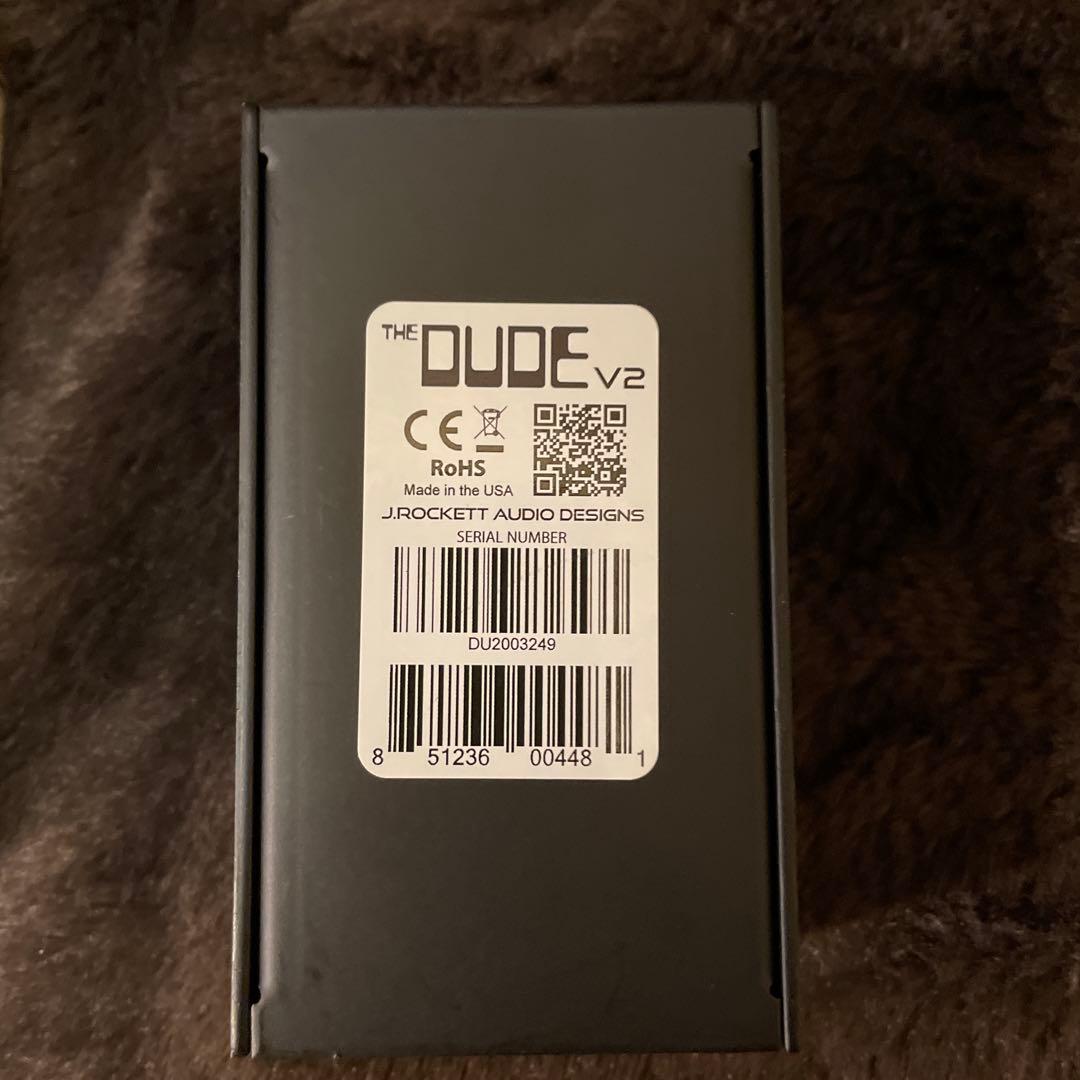 THE DUDE V2
CE
RoHS
Made in the USA
J.ROCKETT AUDIO DESIGNS
SERIAL NUMBER
DU2003249
8 51236 00448 1